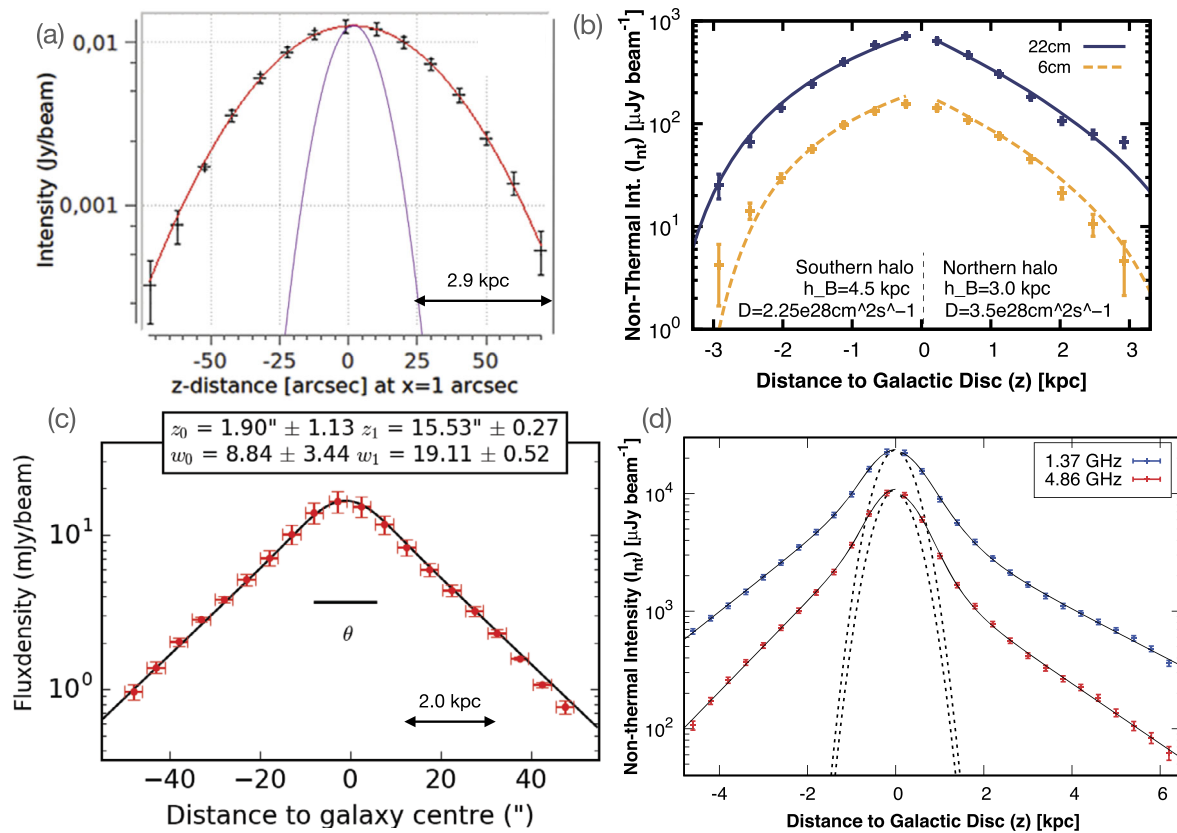 (a)
0,01
0,001
Intensity (Jy/beam)
2.9 kpc
-50
-25
0
25
50
z-distance [arcsec] at x=1 arcsec
(b)
10^3
10^2
10^1
10^0
Non-Thermal Int. (I_nt) [μJy beam^-1]
22cm
6cm
Southern halo
h_B=4.5 kpc
D=2.25e28cm^2s^-1
Northern halo
h_B=3.0 kpc
D=3.5e28cm^2s^-1
-3
-2
-1
0
1
2
3
Distance to Galactic Disc (z) [kpc]
(c)
z_0 = 1.90" ± 1.13 z_1 = 15.53" ± 0.27
w_0 = 8.84 ± 3.44 w_1 = 19.11 ± 0.52
10^1
10^0
Fluxdensity (mJy/beam)
θ
2.0 kpc
−40
−20
0
20
40
Distance to galaxy centre (")
(d)
10^4
10^3
10^2
Non-thermal Intensity (I_nt) [μJy beam^-1]
1.37 GHz
4.86 GHz
-4
-2
0
2
4
6
Distance to Galactic Disc (z) [kpc]